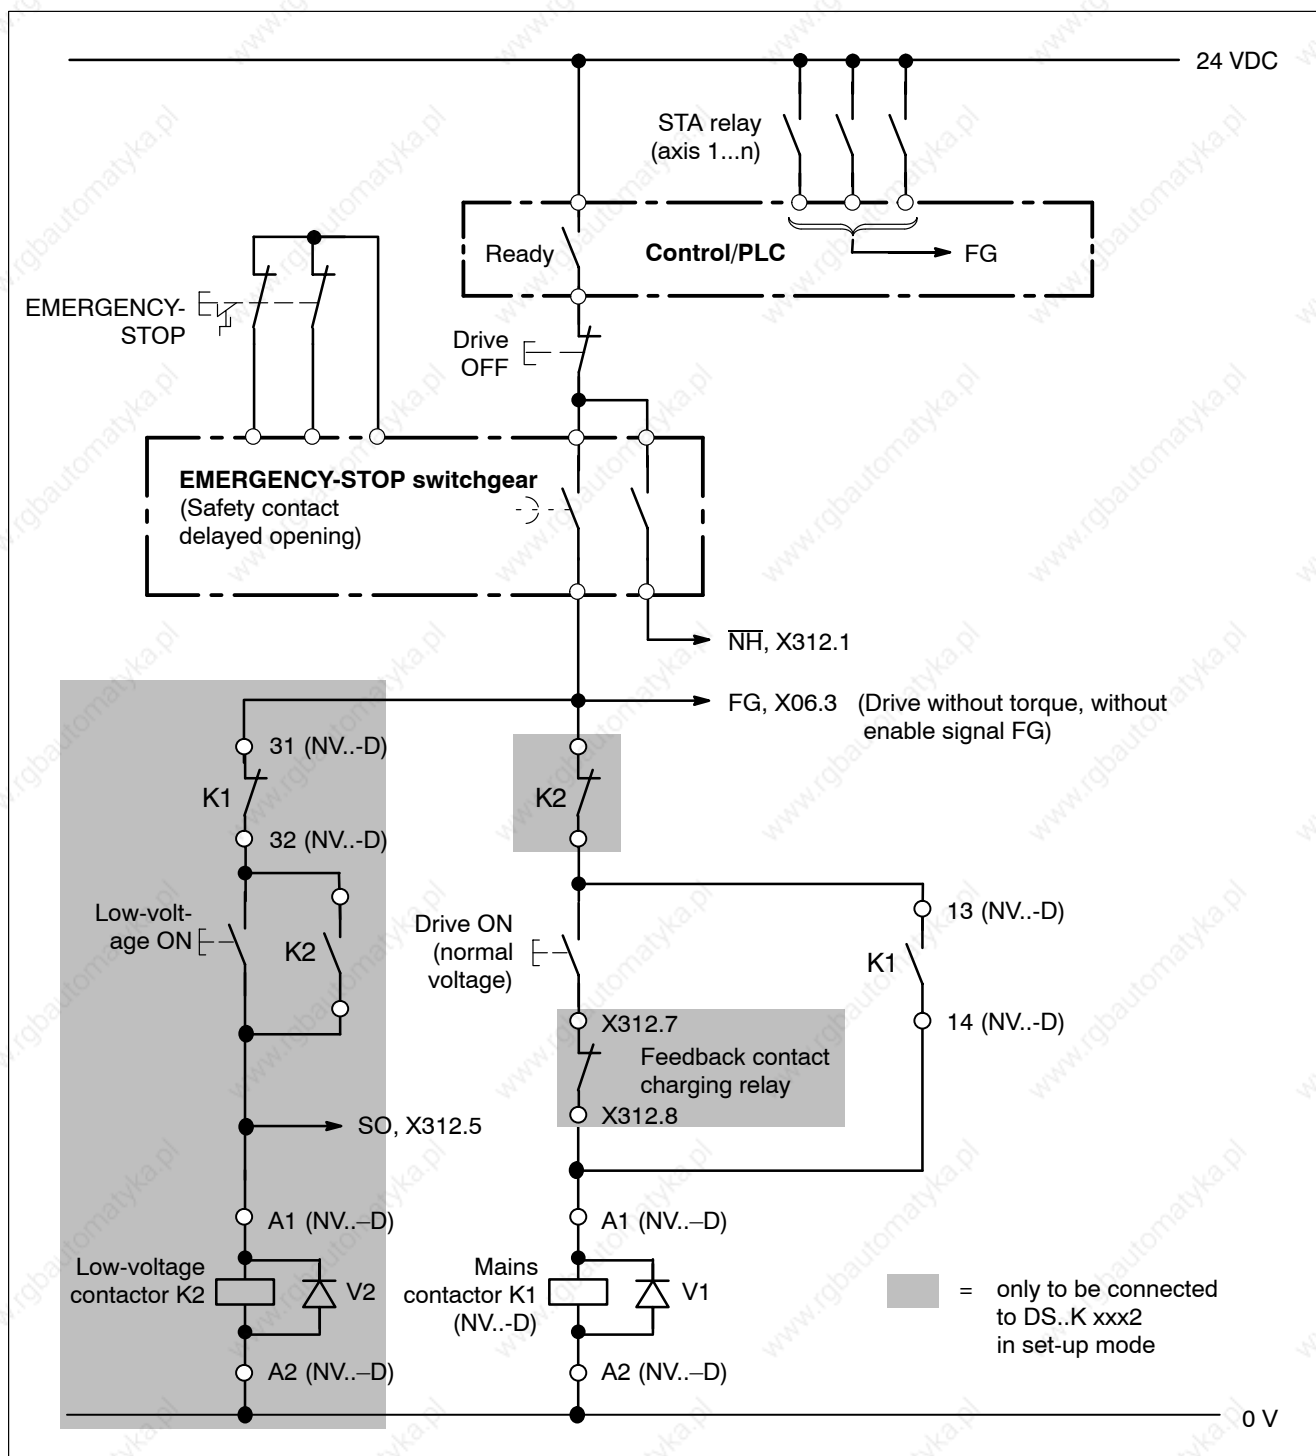 24 VDC
STA relay
(axis 1...n)
Ready
Control/PLC
FG
EMERGENCY-
STOP
Drive
OFF
EMERGENCY-STOP switchgear
(Safety contact
delayed opening)
N̅H̅, X312.1
FG, X06.3 (Drive without torque, without
enable signal FG)
31 (NV..-D)
K1
K2
32 (NV..-D)
Low-volt-
age ON
K2
Drive ON
(normal
voltage)
13 (NV..-D)
K1
14 (NV..-D)
X312.7
Feedback contact
charging relay
X312.8
SO, X312.5
A1 (NV..–D)
A1 (NV..–D)
Low-voltage
contactor K2
V2
Mains
contactor K1
(NV..-D)
V1
= only to be connected
to DS..K xxx2
in set-up mode
A2 (NV..–D)
A2 (NV..–D)
0 V
www.rgbautomatyka.pl